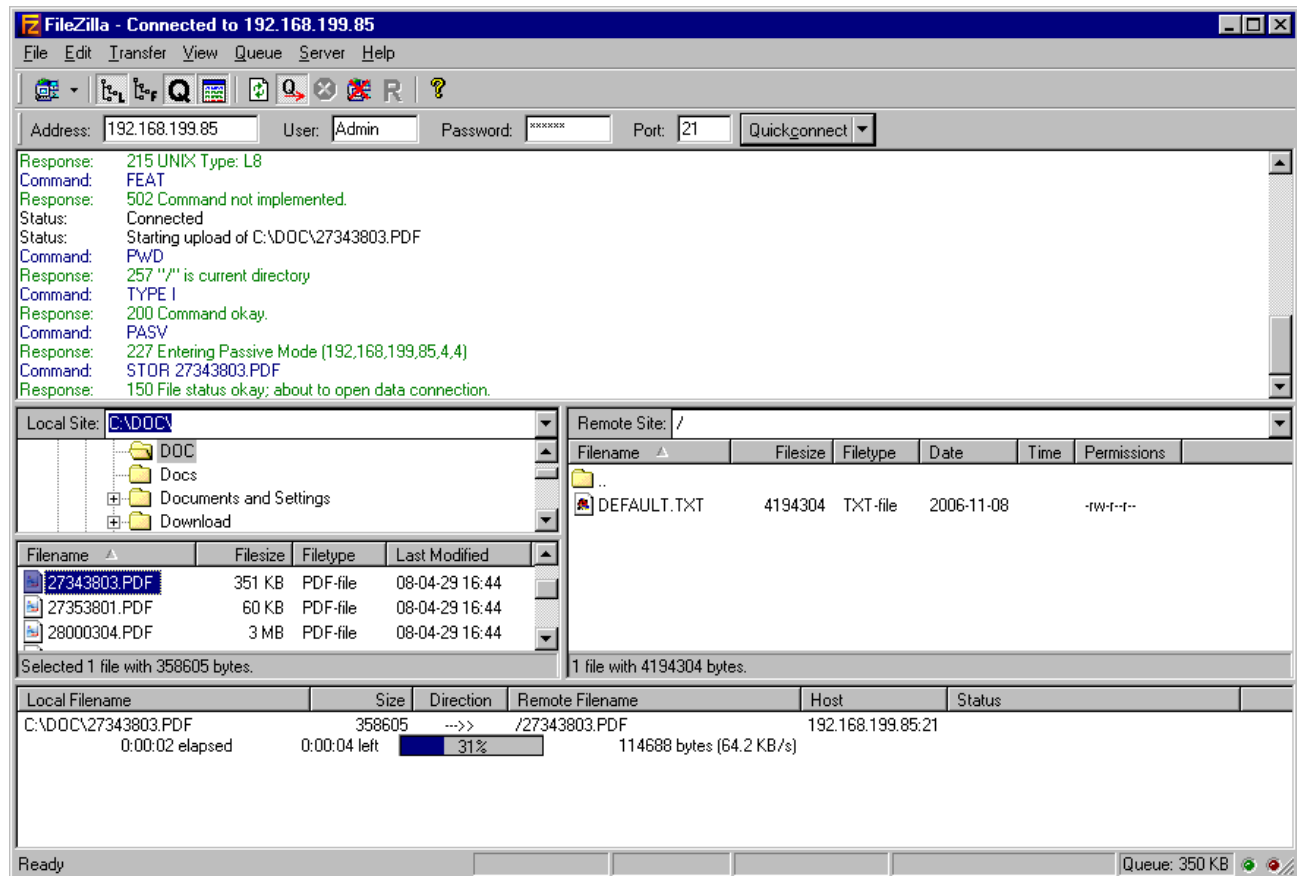 FileZilla - Connected to 192.168.199.85
File Edit Transfer View Queue Server Help
Address: 192.168.199.85 User: Admin Password: ****** Port: 21 Quickconnect
Response: 215 UNIX Type: L8
Command: FEAT
Response: 502 Command not implemented.
Status: Connected
Status: Starting upload of C:\DOC\27343803.PDF
Command: PWD
Response: 257 "/" is current directory
Command: TYPE I
Response: 200 Command okay.
Command: PASV
Response: 227 Entering Passive Mode (192,168,199,85,4,4)
Command: STOR 27343803.PDF
Response: 150 File status okay; about to open data connection.
Local Site: C:\DOC\
DOC
Docs
Documents and Settings
Download
Filename Filesize Filetype Last Modified
27343803.PDF 351 KB PDF-file 08-04-29 16:44
27353801.PDF 60 KB PDF-file 08-04-29 16:44
28000304.PDF 3 MB PDF-file 08-04-29 16:44
Selected 1 file with 358605 bytes.
Remote Site: /
Filename Filesize Filetype Date Time Permissions
..
DEFAULT.TXT 4194304 TXT-file 2006-11-08 -rw-r--r--
1 file with 4194304 bytes.
Local Filename Size Direction Remote Filename Host Status
C:\DOC\27343803.PDF 358605 --->> /27343803.PDF 192.168.199.85:21
0:00:02 elapsed 0:00:04 left 31% 114688 bytes (64.2 KB/s)
Ready Queue: 350 KB